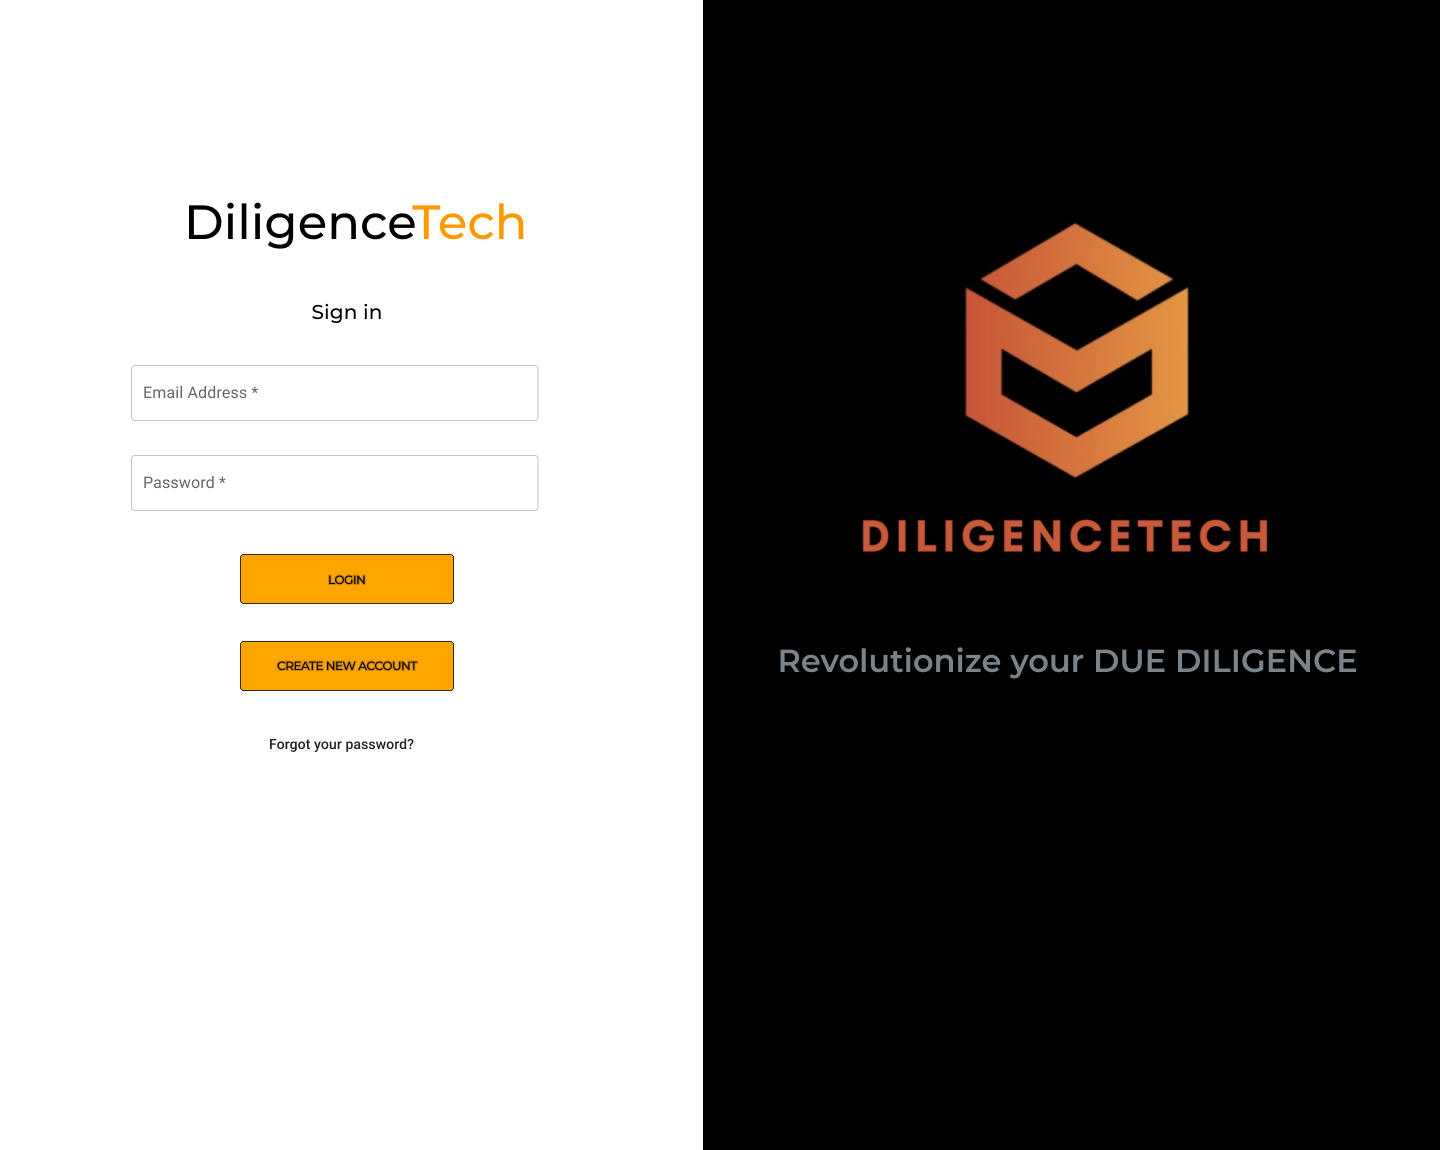 DiligenceTech
Sign in
Email Address *
Password *
LOGIN
CREATE NEW ACCOUNT
Forgot your password?
DILIGENCETECH
Revolutionize your DUE DILIGENCE